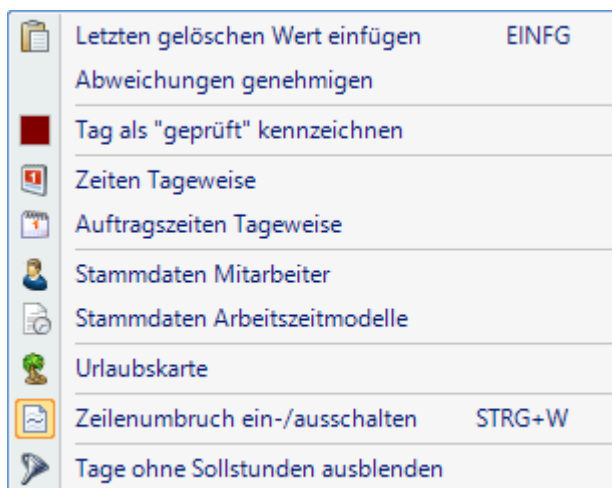 Letzten gelöschen Wert einfügen EINFG
Abweichungen genehmigen
Tag als "geprüft" kennzeichnen
Zeiten Tageweise
Auftragszeiten Tageweise
Stammdaten Mitarbeiter
Stammdaten Arbeitszeitmodelle
Urlaubskarte
Zeilenumbruch ein-/ausschalten STRG+W
Tage ohne Sollstunden ausblenden